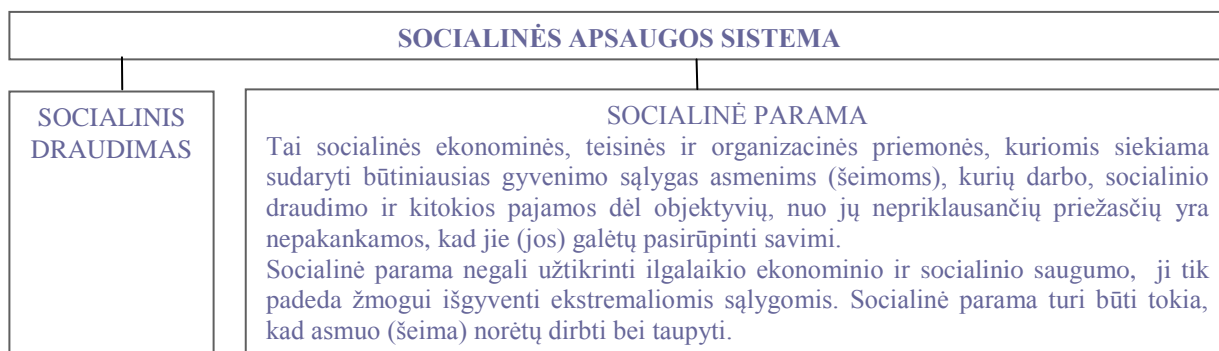 SOCIALINĖS APSAUGOS SISTEMA
SOCIALINIS
DRAUDIMAS
SOCIALINĖ PARAMA
Tai socialinės ekonominės, teisinės ir organizacinės priemonės, kuriomis siekiama
sudaryti būtiniausias gyvenimo sąlygas asmenims (šeimoms), kurių darbo, socialinio
draudimo ir kitokios pajamos dėl objektyvių, nuo jų nepriklausančių priežasčių yra
nepakankamos, kad jie (jos) galėtų pasirūpinti savimi.
Socialinė parama negali užtikrinti ilgalaikio ekonominio ir socialinio saugumo, ji tik
padeda žmogui išgyventi ekstremaliomis sąlygomis. Socialinė parama turi būti tokia,
kad asmuo (šeima) norėtų dirbti bei taupyti.